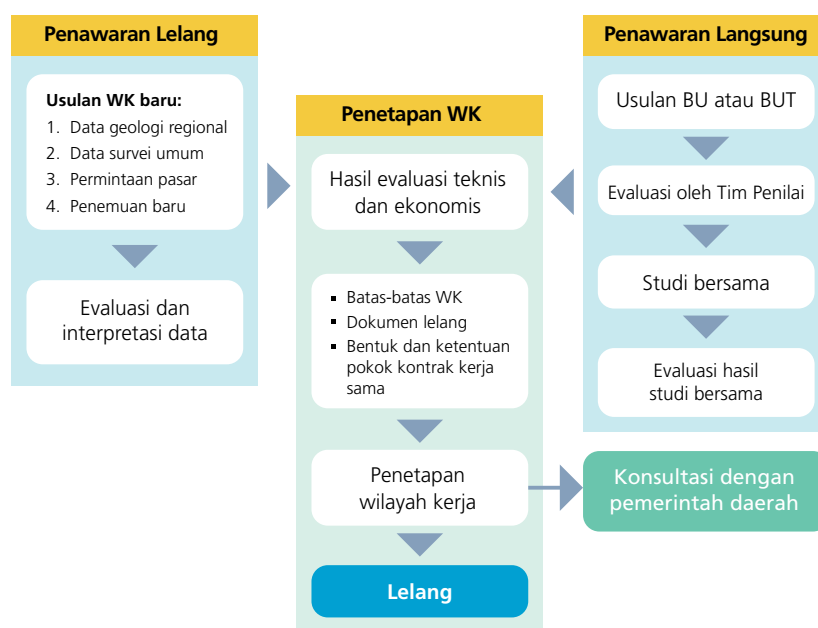 Penawaran Lelang
Usulan WK baru:
1. Data geologi regional
2. Data survei umum
3. Permintaan pasar
4. Penemuan baru
Evaluasi dan
interpretasi data
Penetapan WK
Hasil evaluasi teknis
dan ekonomis
▪ Batas-batas WK
▪ Dokumen lelang
▪ Bentuk dan ketentuan
pokok kontrak kerja
sama
Penetapan
wilayah kerja
Lelang
Penawaran Langsung
Usulan BU atau BUT
Evaluasi oleh Tim Penilai
Studi bersama
Evaluasi hasil
studi bersama
Konsultasi dengan
pemerintah daerah